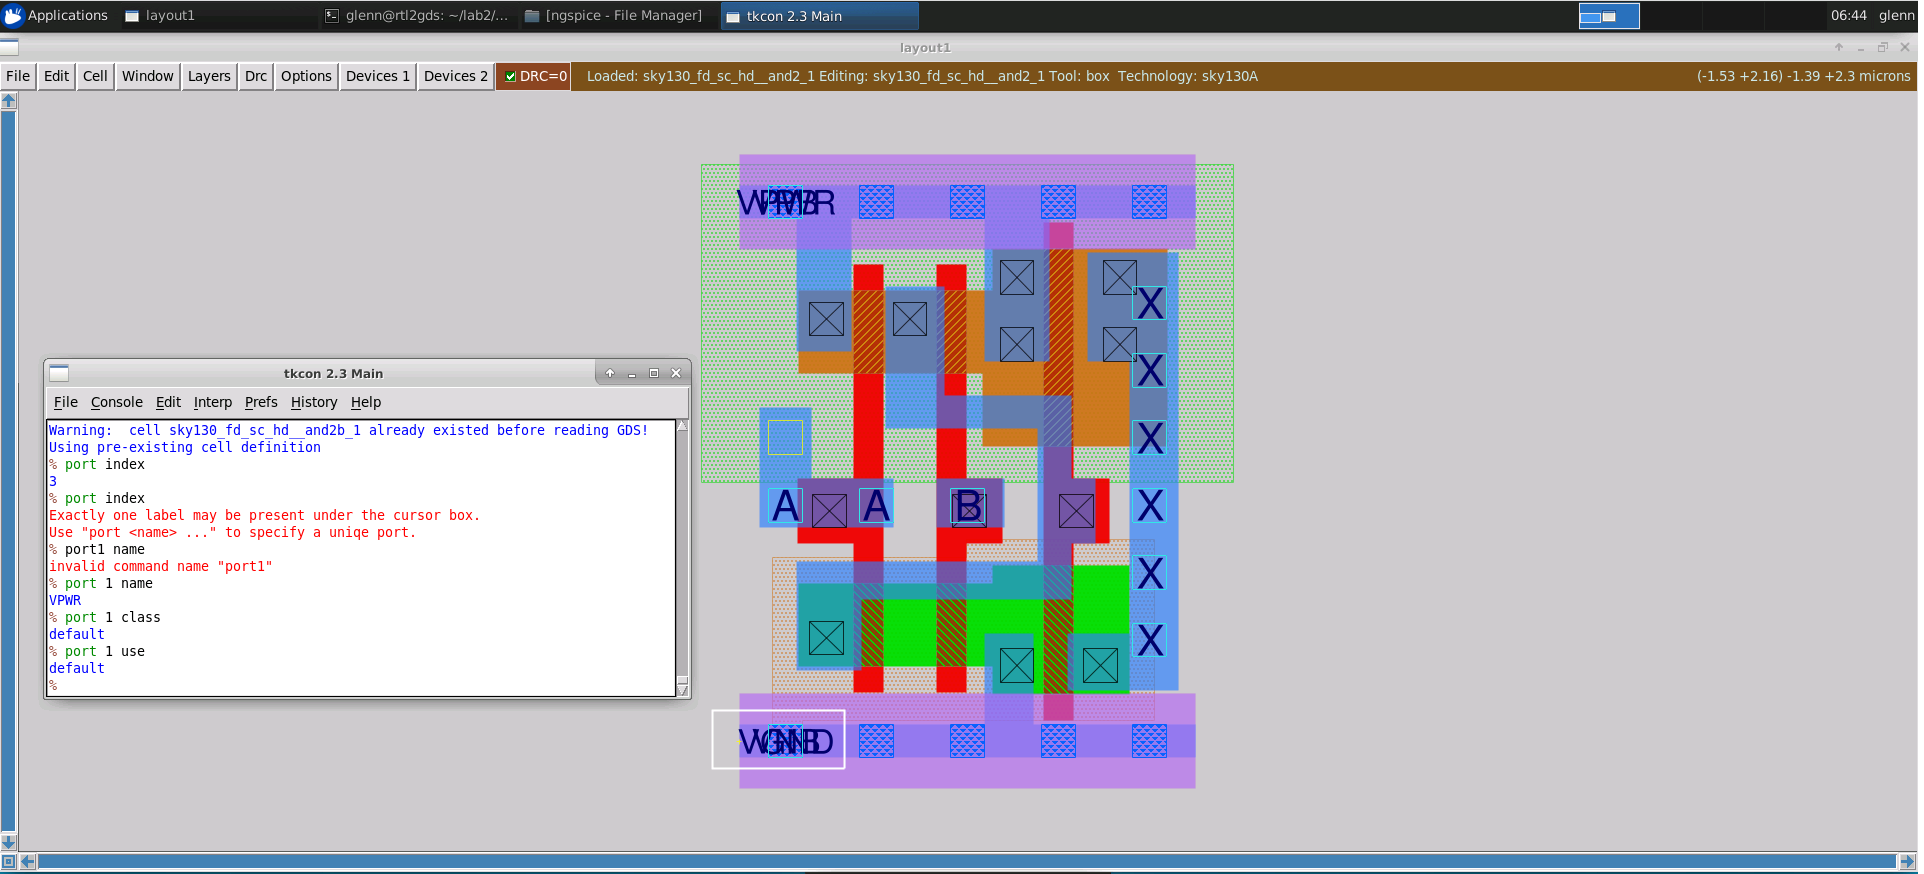 Applications layout1 glenn@rtl2gds: ~/lab2/... [ngspice - File Manager] tkcon 2.3 Main 06:44 glenn
layout1
File Edit Cell Window Layers Drc Options Devices 1 Devices 2 DRC=0 Loaded: sky130_fd_sc_hd__and2_1 Editing: sky130_fd_sc_hd__and2_1 Tool: box Technology: sky130A (-1.53 +2.16) -1.39 +2.3 microns
X
X
X
A A B X
X
X
tkcon 2.3 Main
File Console Edit Interp Prefs History Help
Warning:  cell sky130_fd_sc_hd__and2b_1 already existed before reading GDS!
Using pre-existing cell definition
% port index
3
% port index
Exactly one label may be present under the cursor box.
Use "port <name> ..." to specify a uniqe port.
% port1 name
invalid command name "port1"
% port 1 name
VPWR
% port 1 class
default
% port 1 use
default
%